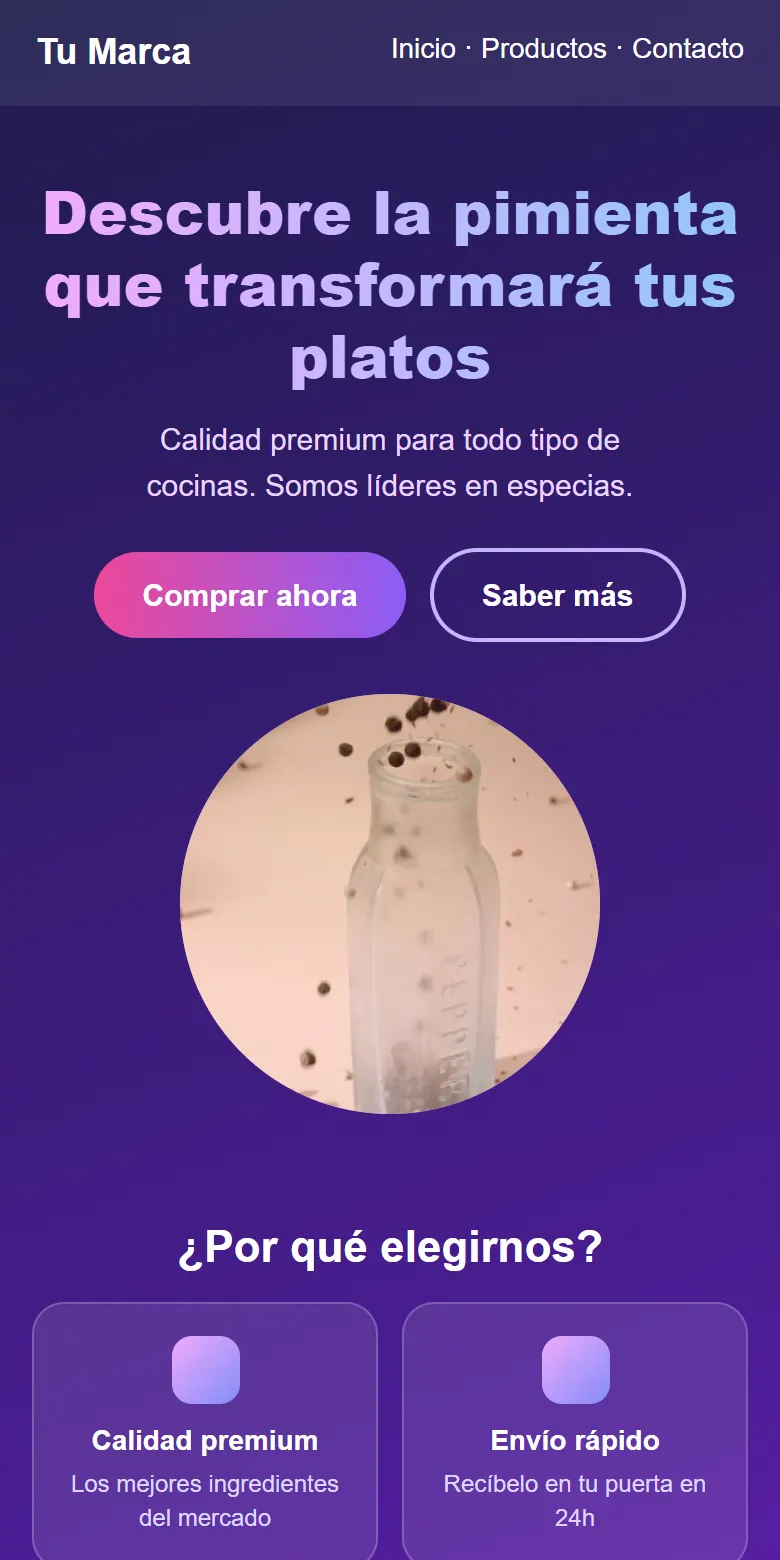 Tu Marca
Inicio · Productos · Contacto
Descubre la pimienta
que transformará tus
platos
Calidad premium para todo tipo de
cocinas. Somos líderes en especias.
Comprar ahora
Saber más
PEPPER
¿Por qué elegirnos?
Calidad premium
Los mejores ingredientes
del mercado
Envío rápido
Recíbelo en tu puerta en
24h